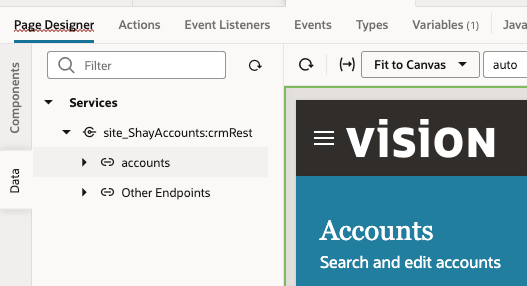 Page Designer Actions Event Listeners Events Types Variables (1) Java
Filter
Fit to Canvas auto
Components
Data
Services
site_ShayAccounts:crmRest
accounts
Other Endpoints
VISION
Accounts
Search and edit accounts